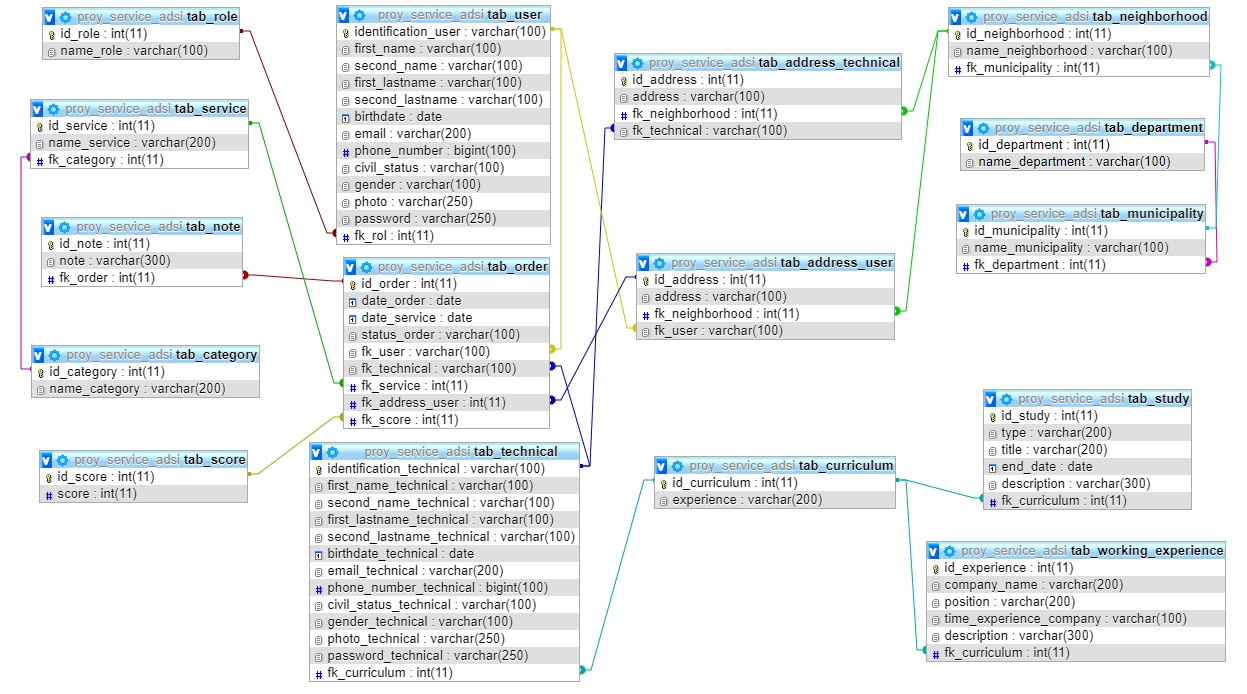 proy_service_adsi tab_role
id_role : int(11)
name_role : varchar(100)
proy_service_adsi tab_service
id_service : int(11)
name_service : varchar(200)
fk_category : int(11)
proy_service_adsi tab_note
id_note : int(11)
note : varchar(300)
fk_order : int(11)
proy_service_adsi tab_category
id_category : int(11)
name_category : varchar(200)
proy_service_adsi tab_score
id_score : int(11)
score : int(11)
proy_service_adsi tab_user
identification_user : varchar(100)
first_name : varchar(100)
second_name : varchar(100)
first_lastname : varchar(100)
second_lastname : varchar(100)
birthdate : date
email : varchar(200)
phone_number : bigint(100)
civil_status : varchar(100)
gender : varchar(100)
photo : varchar(250)
password : varchar(250)
fk_rol : int(11)
proy_service_adsi tab_order
id_order : int(11)
date_order : date
date_service : date
status_order : varchar(100)
fk_user : varchar(100)
fk_technical : varchar(100)
fk_service : int(11)
fk_address_user : int(11)
fk_score : int(11)
proy_service_adsi tab_technical
identification_technical : varchar(100)
first_name_technical : varchar(100)
second_name_technical : varchar(100)
first_lastname_technical : varchar(100)
second_lastname_technical : varchar(100)
birthdate_technical : date
email_technical : varchar(200)
phone_number_technical : bigint(100)
civil_status_technical : varchar(100)
gender_technical : varchar(100)
photo_technical : varchar(250)
password_technical : varchar(250)
fk_curriculum : int(11)
proy_service_adsi tab_address_technical
id_address : int(11)
address : varchar(100)
fk_neighborhood : int(11)
fk_technical : varchar(100)
proy_service_adsi tab_address_user
id_address : int(11)
address : varchar(100)
fk_neighborhood : int(11)
fk_user : varchar(100)
proy_service_adsi tab_curriculum
id_curriculum : int(11)
experience : varchar(200)
proy_service_adsi tab_neighborhood
id_neighborhood : int(11)
name_neighborhood : varchar(100)
fk_municipality : int(11)
proy_service_adsi tab_department
id_department : int(11)
name_department : varchar(100)
proy_service_adsi tab_municipality
id_municipality : int(11)
name_municipality : varchar(100)
fk_department : int(11)
proy_service_adsi tab_study
id_study : int(11)
type : varchar(200)
title : varchar(200)
end_date : date
description : varchar(300)
fk_curriculum : int(11)
proy_service_adsi tab_working_experience
id_experience : int(11)
company_name : varchar(200)
position : varchar(200)
time_experience_company : varchar(100)
description : varchar(300)
fk_curriculum : int(11)